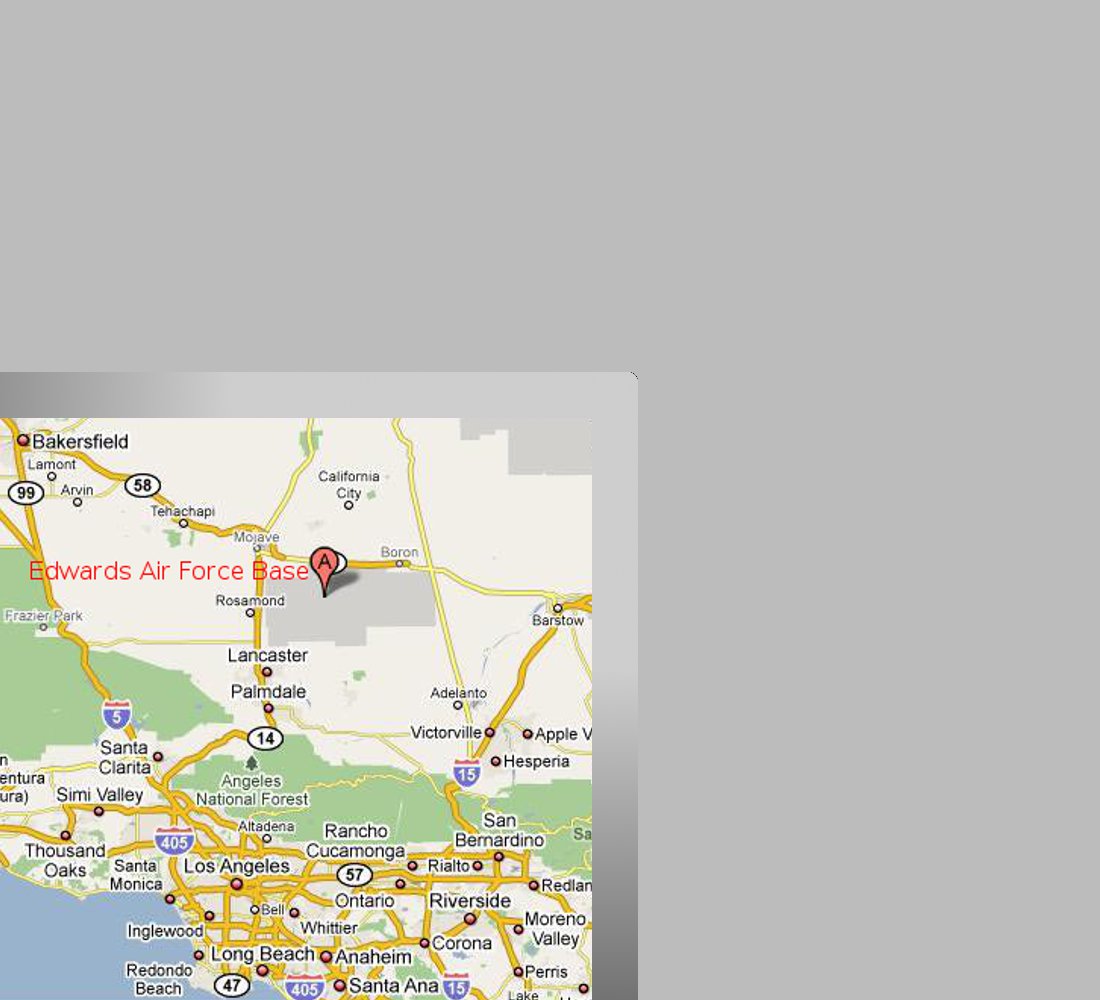 Bakersfield
Lamont
California
City
99
Arvin
58
Tehachapi
Mojave
Boron
A
Edwards Air Force Base
Rosamond
Frazier Park
Barstow
Lancaster
Palmdale
Adelanto
5
Victorville
Apple V
14
Santa
Clarita
Hesperia
15
Angeles
National Forest
entura
ura)
Simi Valley
San
Bernardino
Altadena
Rancho
Cucamonga
Sa
405
Thousand
Oaks
Santa
Monica
Los Angeles
Rialto
57
Redlan
Ontario
Riverside
Bell
Whittier
Moreno
Valley
Inglewood
Corona
Long Beach
Anaheim
Redondo
Beach
Perris
47
405
Santa Ana
15
Lake